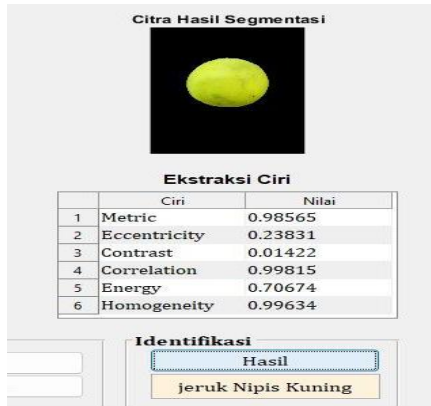 Citra Hasil Segmentasi
Ekstraksi Ciri
Ciri Nilai
1 Metric 0.98565
2 Eccentricity 0.23831
3 Contrast 0.01422
4 Correlation 0.99815
5 Energy 0.70674
6 Homogeneity 0.99634
Identifikasi
Hasil
jeruk Nipis Kuning